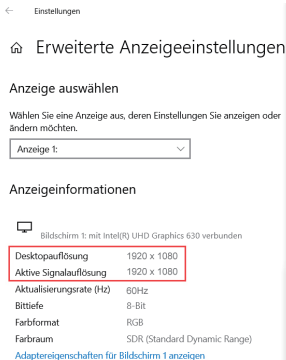 Einstellungen
Erweiterte Anzeigeeinstellungen
Anzeige auswählen
Wählen Sie eine Anzeige aus, deren Einstellungen Sie anzeigen oder
ändern möchten.
Anzeige 1:
Anzeigeinformationen
Bildschirm 1: mit Intel(R) UHD Graphics 630 verbunden
Desktopauflösung 1920 x 1080
Aktive Signalauflösung 1920 x 1080
Aktualisierungsrate (Hz) 60Hz
Bittiefe 8-Bit
Farbformat RGB
Farbraum SDR (Standard Dynamic Range)
Adaptereigenschaften für Bildschirm 1 anzeigen